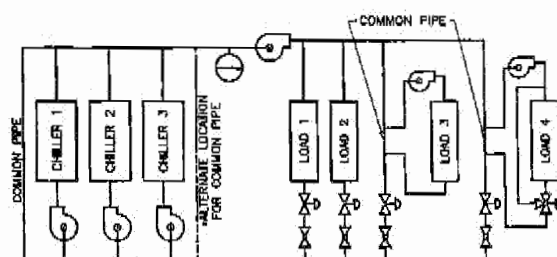 COMMON PIPE
COMMON PIPE
CHILLER 1
CHILLER 2
CHILLER 3
*ALTERNATE LOCATION
FOR COMMON PIPE
LOAD 1
LOAD 2
LOAD 3
LOAD 4